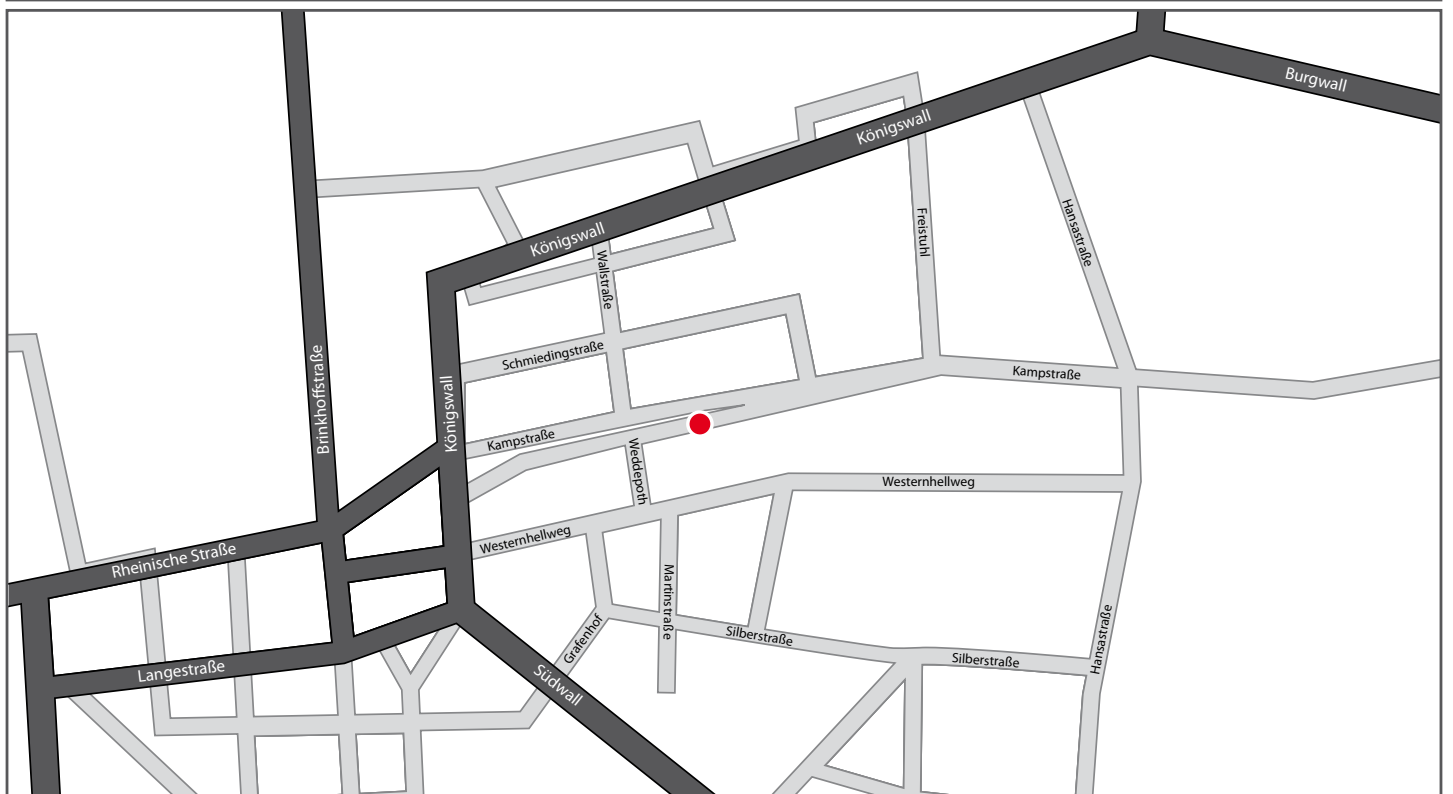 Burgwall
Königswall
Freistuhl
Hansastraße
Königswall
Wallstraße
Schmiedingstraße
Kampstraße
Brinkhoffstraße
Königswall
Kampstraße
Weddepoth
Westernhellweg
Westernhellweg
Rheinische Straße
Martinstraße
Grafenhof
Silberstraße
Silberstraße
Hansastraße
Langestraße
Südwall